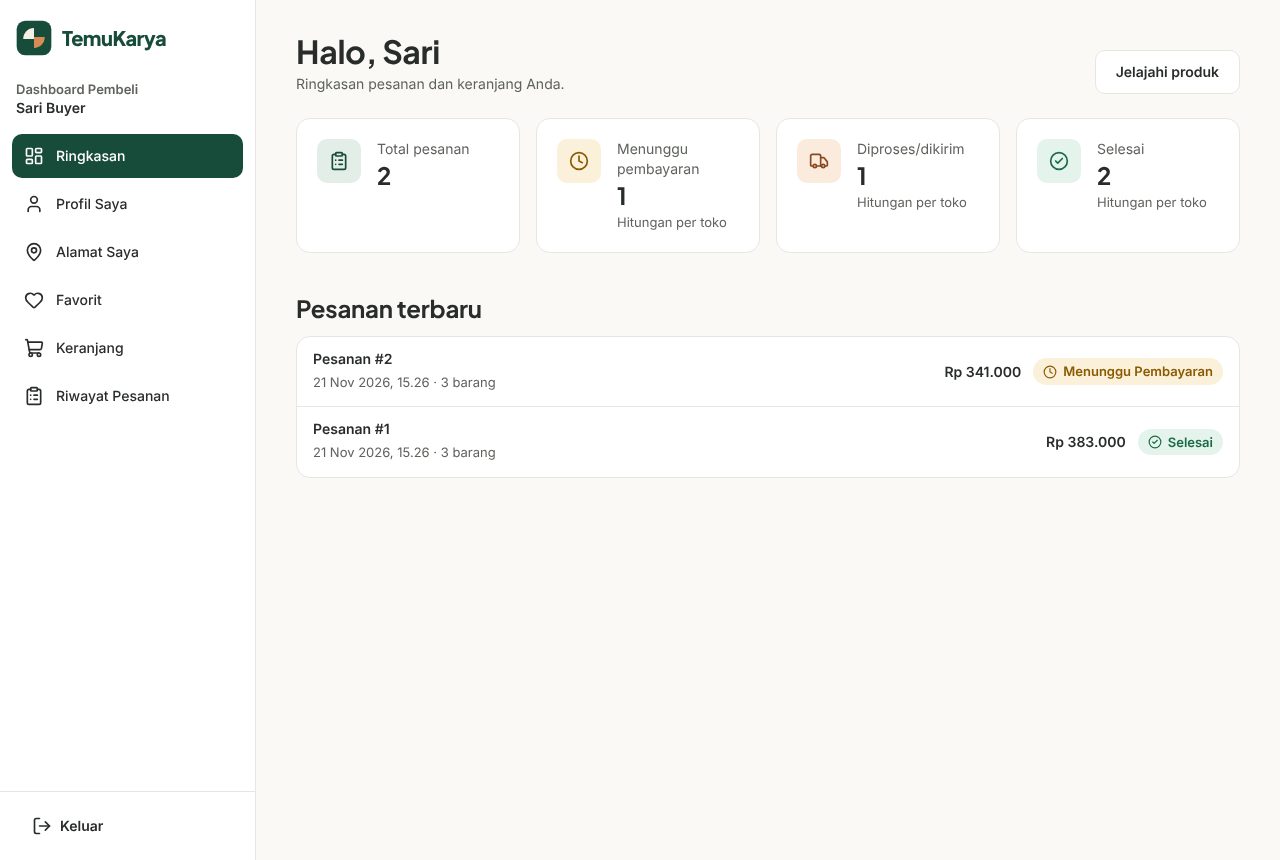 TemuKarya
Dashboard Pembeli
Sari Buyer
Ringkasan
Profil Saya
Alamat Saya
Favorit
Keranjang
Riwayat Pesanan
Keluar
Halo, Sari
Ringkasan pesanan dan keranjang Anda.
Jelajahi produk
Total pesanan
2
Menunggu
pembayaran
1
Hitungan per toko
Diproses/dikirim
1
Hitungan per toko
Selesai
2
Hitungan per toko
Pesanan terbaru
Pesanan #2
21 Nov 2026, 15.26 · 3 barang
Rp 341.000
Menunggu Pembayaran
Pesanan #1
21 Nov 2026, 15.26 · 3 barang
Rp 383.000
Selesai